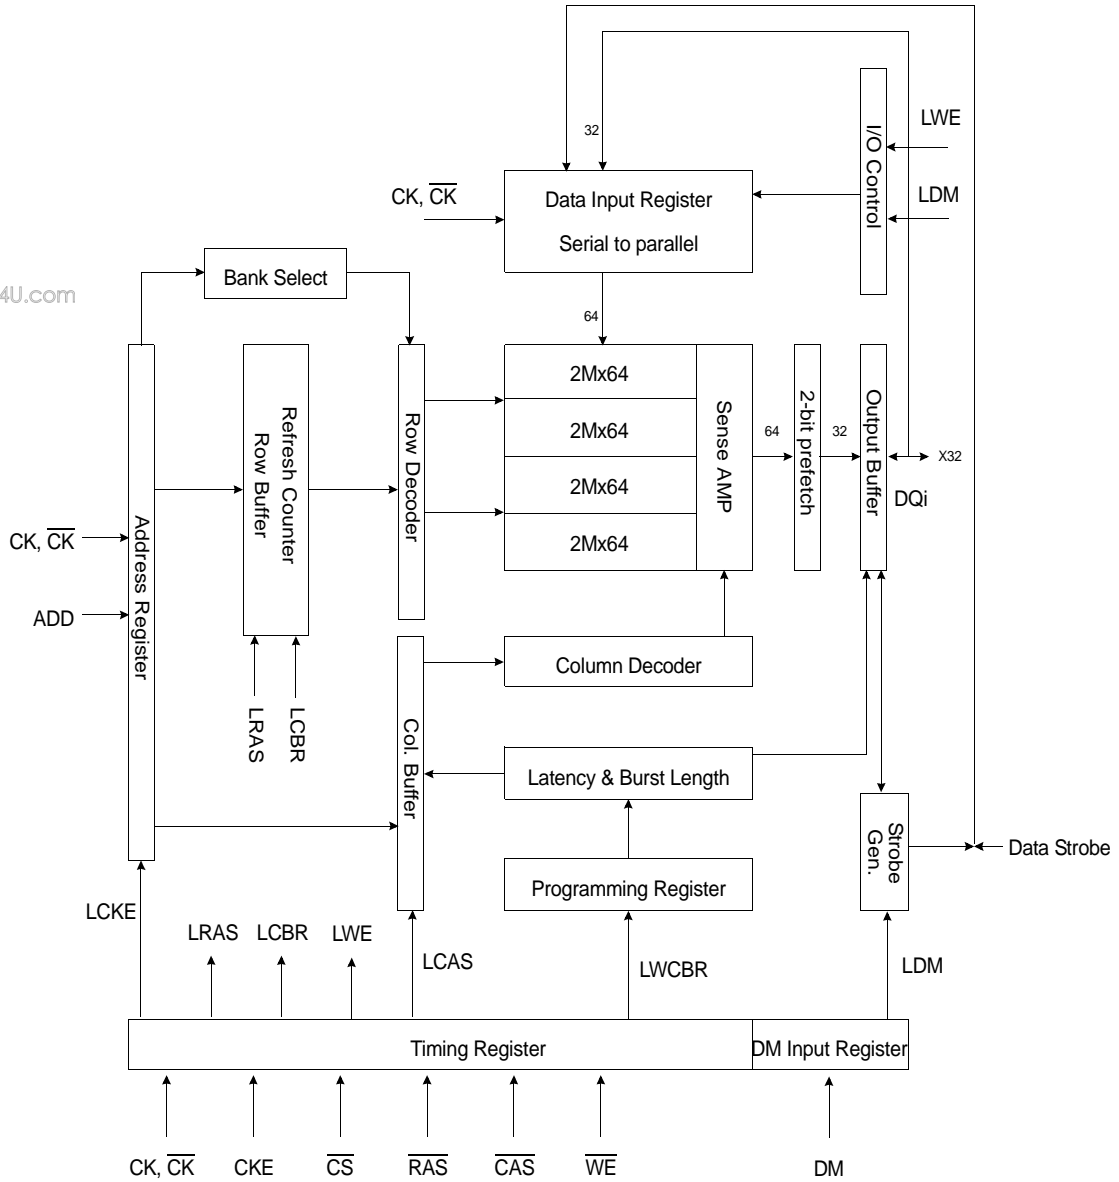 32
LWE
I/O Control
CK, CK
Data Input Register
Serial to parallel
LDM
Bank Select
4U.com
64
Address Register
Refresh Counter
Row Buffer
Row Decoder
2Mx64
2Mx64
2Mx64
2Mx64
Sense AMP
64
2-bit prefetch
32
Output Buffer
X32
DQi
CK, CK
ADD
LRAS
LCBR
Col. Buffer
Column Decoder
Latency & Burst Length
Programming Register
Strobe
Gen.
Data Strobe
LCKE
LRAS
LCBR
LWE
LCAS
LWCBR
LDM
Timing Register
DM Input Register
CK, CK
CKE
CS
RAS
CAS
WE
DM